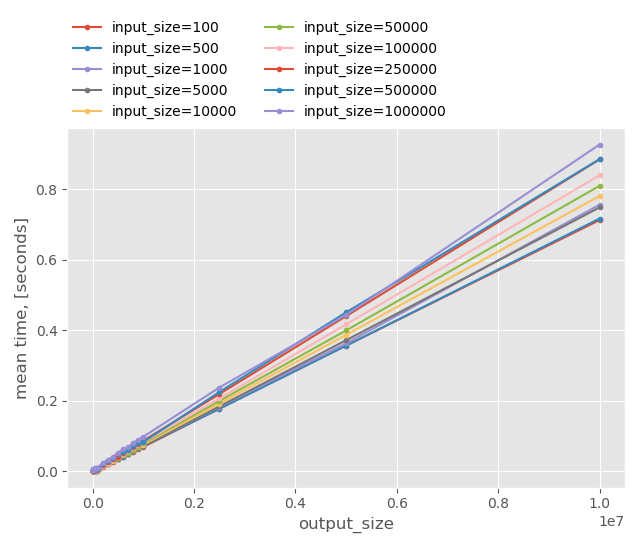 input_size=100
input_size=500
input_size=1000
input_size=5000
input_size=10000
input_size=50000
input_size=100000
input_size=250000
input_size=500000
input_size=1000000
mean time, [seconds]
0.8
0.6
0.4
0.2
0.0
0.0 0.2 0.4 0.6 0.8 1.0
1e7
output_size